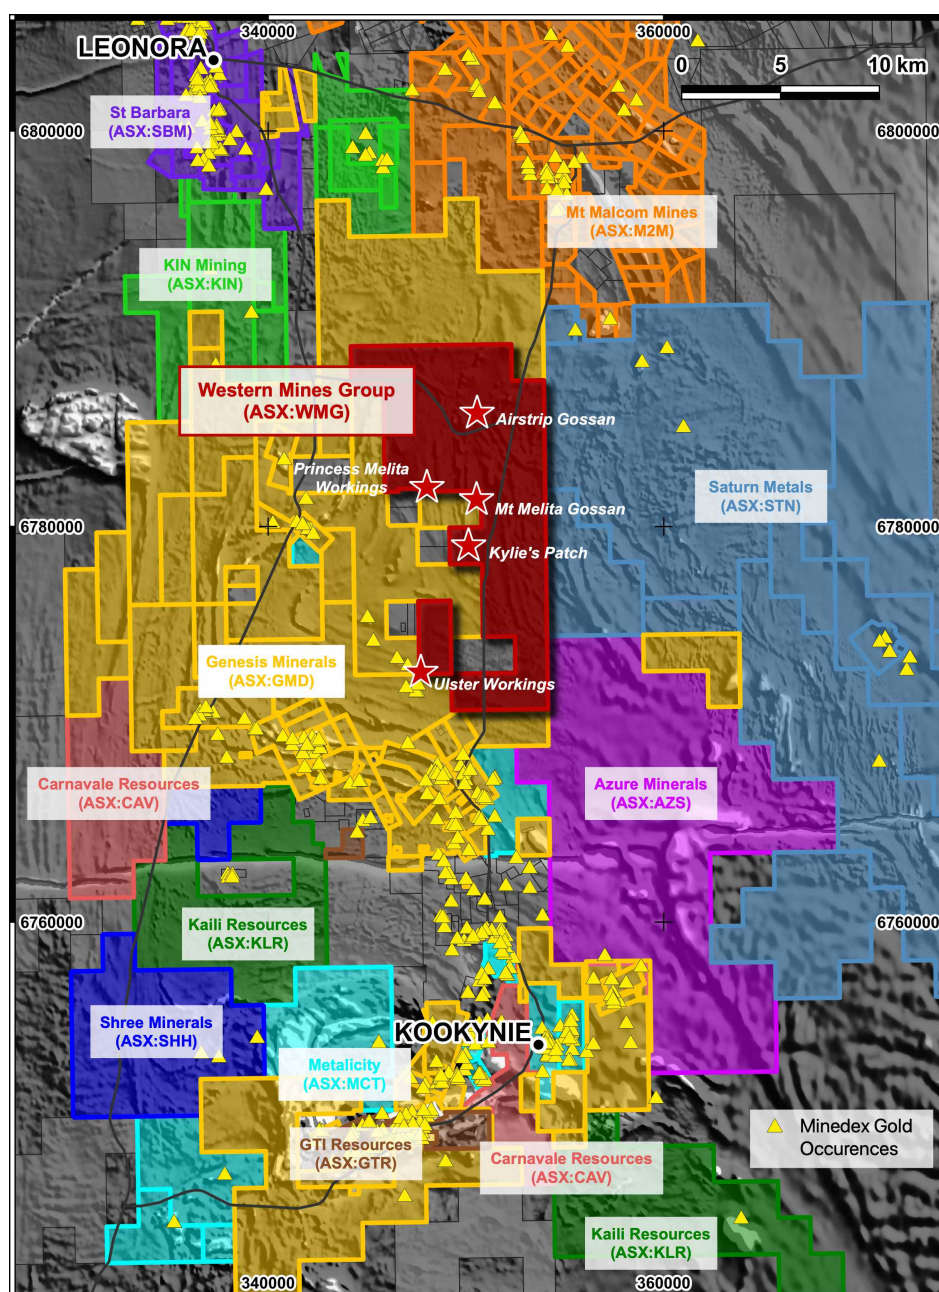 340000
360000
LEONORA
0 5 10 km
St Barbara
(ASX:SBM)
6800000
6800000
Mt Malcom Mines
(ASX:M2M)
KIN Mining
(ASX:KIN)
Western Mines Group
(ASX:WMG)
Airstrip Gossan
Princess Melita
Workings
Mt Melita Gossan
Saturn Metals
(ASX:STN)
6780000
6780000
Kylie's Patch
Genesis Minerals
(ASX:GMD)
Ulster Workings
Carnavale Resources
(ASX:CAV)
Azure Minerals
(ASX:AZS)
Kaili Resources
(ASX:KLR)
6760000
6760000
Shree Minerals
(ASX:SHH)
KOOKYNIE
Metalicity
(ASX:MCT)
Minedex Gold
Occurences
GTI Resources
(ASX:GTR)
Carnavale Resources
(ASX:CAV)
Kaili Resources
(ASX:KLR)
340000
360000